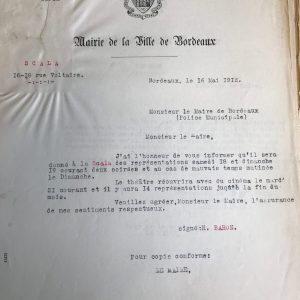 Mairie de la Ville de Bordeaux
SCALA
16-18 rue Voltaire.
Bordeaux, le 16 Mai 1912.
Monsieur le Maire de Bordeaux
(Police Municipale)
Monsieur le Maire,
J'ai l'honneur de vous informer qu'il sera
donné à la Scala des représentations samedi 18 et dimanche
19 courant deux soirées et au cas de mauvais temps matinée
le Dimanche.
Le théâtre réouvrira avec du cinéma le mardi
21 courant et il y aura 14 représentations jusqu'à la fin du
mois.
Veuillez agréer, Monsieur le Maire, l'assurance
de mes sentiments respectueux.
signé: BARON.
Pour copie conforme:
LE MAIRE,